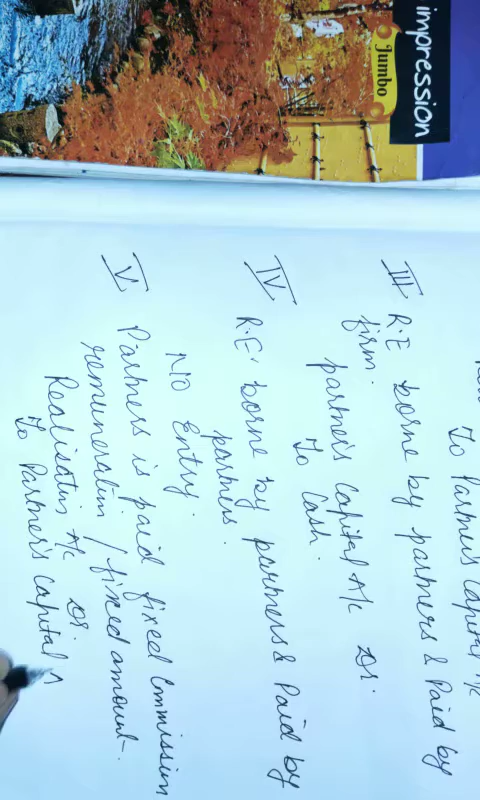 impression
Jumbo
To Partner's Capital A/c
III R.E borne by partners & Paid by
firm.
partner's Capital A/c Dr.
To Cash.
IV R.E. borne by partners & Paid by
partners.
No Entry.
V Partners is paid fixed Commission
remuneration / fixed amount.
Realisation A/c Dr.
To Partner's Capital